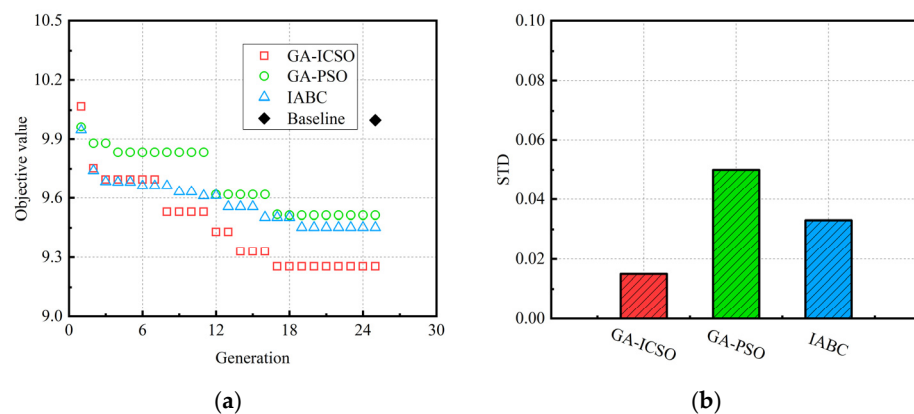 10.5
10.2
9.9
9.6
9.3
9.0
Objective value
GA-ICSO
GA-PSO
IABC
Baseline
0 6 12 18 24 30
Generation
(a)
0.10
0.08
0.06
0.04
0.02
0.00
STD
GA-ICSO GA-PSO IABC
(b)